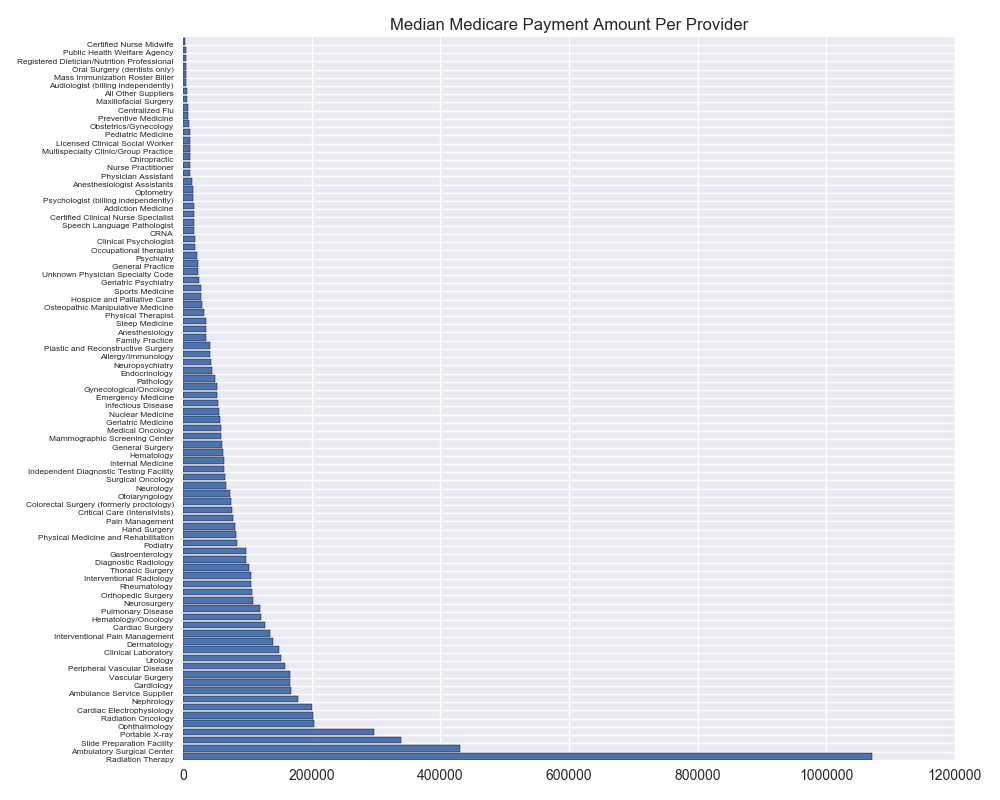 Median Medicare Payment Amount Per Provider
Certified Nurse Midwife
Public Health Welfare Agency
Registered Dietician/Nutrition Professional
Oral Surgery (dentists only)
Mass Immunization Roster Biller
Audiologist (billing independently)
All Other Suppliers
Maxillofacial Surgery
Centralized Flu
Preventive Medicine
Obstetrics/Gynecology
Pediatric Medicine
Licensed Clinical Social Worker
Multispecialty Clinic/Group Practice
Chiropractic
Nurse Practitioner
Physician Assistant
Anesthesiologist Assistants
Optometry
Psychologist (billing independently)
Addiction Medicine
Certified Clinical Nurse Specialist
Speech Language Pathologist
CRNA
Clinical Psychologist
Occupational therapist
Psychiatry
General Practice
Unknown Physician Specialty Code
Geriatric Psychiatry
Sports Medicine
Hospice and Palliative Care
Osteopathic Manipulative Medicine
Physical Therapist
Sleep Medicine
Anesthesiology
Family Practice
Plastic and Reconstructive Surgery
Allergy/Immunology
Neuropsychiatry
Endocrinology
Pathology
Gynecological/Oncology
Emergency Medicine
Infectious Disease
Nuclear Medicine
Geriatric Medicine
Medical Oncology
Mammographic Screening Center
General Surgery
Hematology
Internal Medicine
Independent Diagnostic Testing Facility
Surgical Oncology
Neurology
Otolaryngology
Colorectal Surgery (formerly proctology)
Critical Care (Intensivists)
Pain Management
Hand Surgery
Physical Medicine and Rehabilitation
Podiatry
Gastroenterology
Diagnostic Radiology
Thoracic Surgery
Interventional Radiology
Rheumatology
Orthopedic Surgery
Neurosurgery
Pulmonary Disease
Hematology/Oncology
Cardiac Surgery
Interventional Pain Management
Dermatology
Clinical Laboratory
Urology
Peripheral Vascular Disease
Vascular Surgery
Cardiology
Ambulance Service Supplier
Nephrology
Cardiac Electrophysiology
Radiation Oncology
Ophthalmology
Portable X-ray
Slide Preparation Facility
Ambulatory Surgical Center
Radiation Therapy
0 200000 400000 600000 800000 1000000 1200000